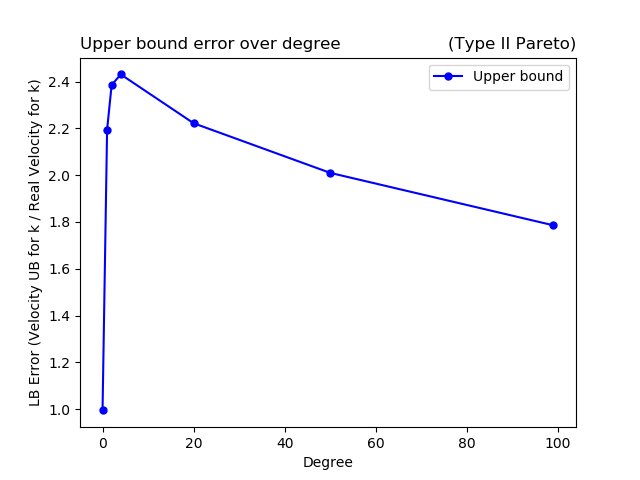 Upper bound error over degree (Type II Pareto)
Upper bound
LB Error (Velocity UB for k / Real Velocity for k)
2.4
2.2
2.0
1.8
1.6
1.4
1.2
1.0
0 20 40 60 80 100
Degree